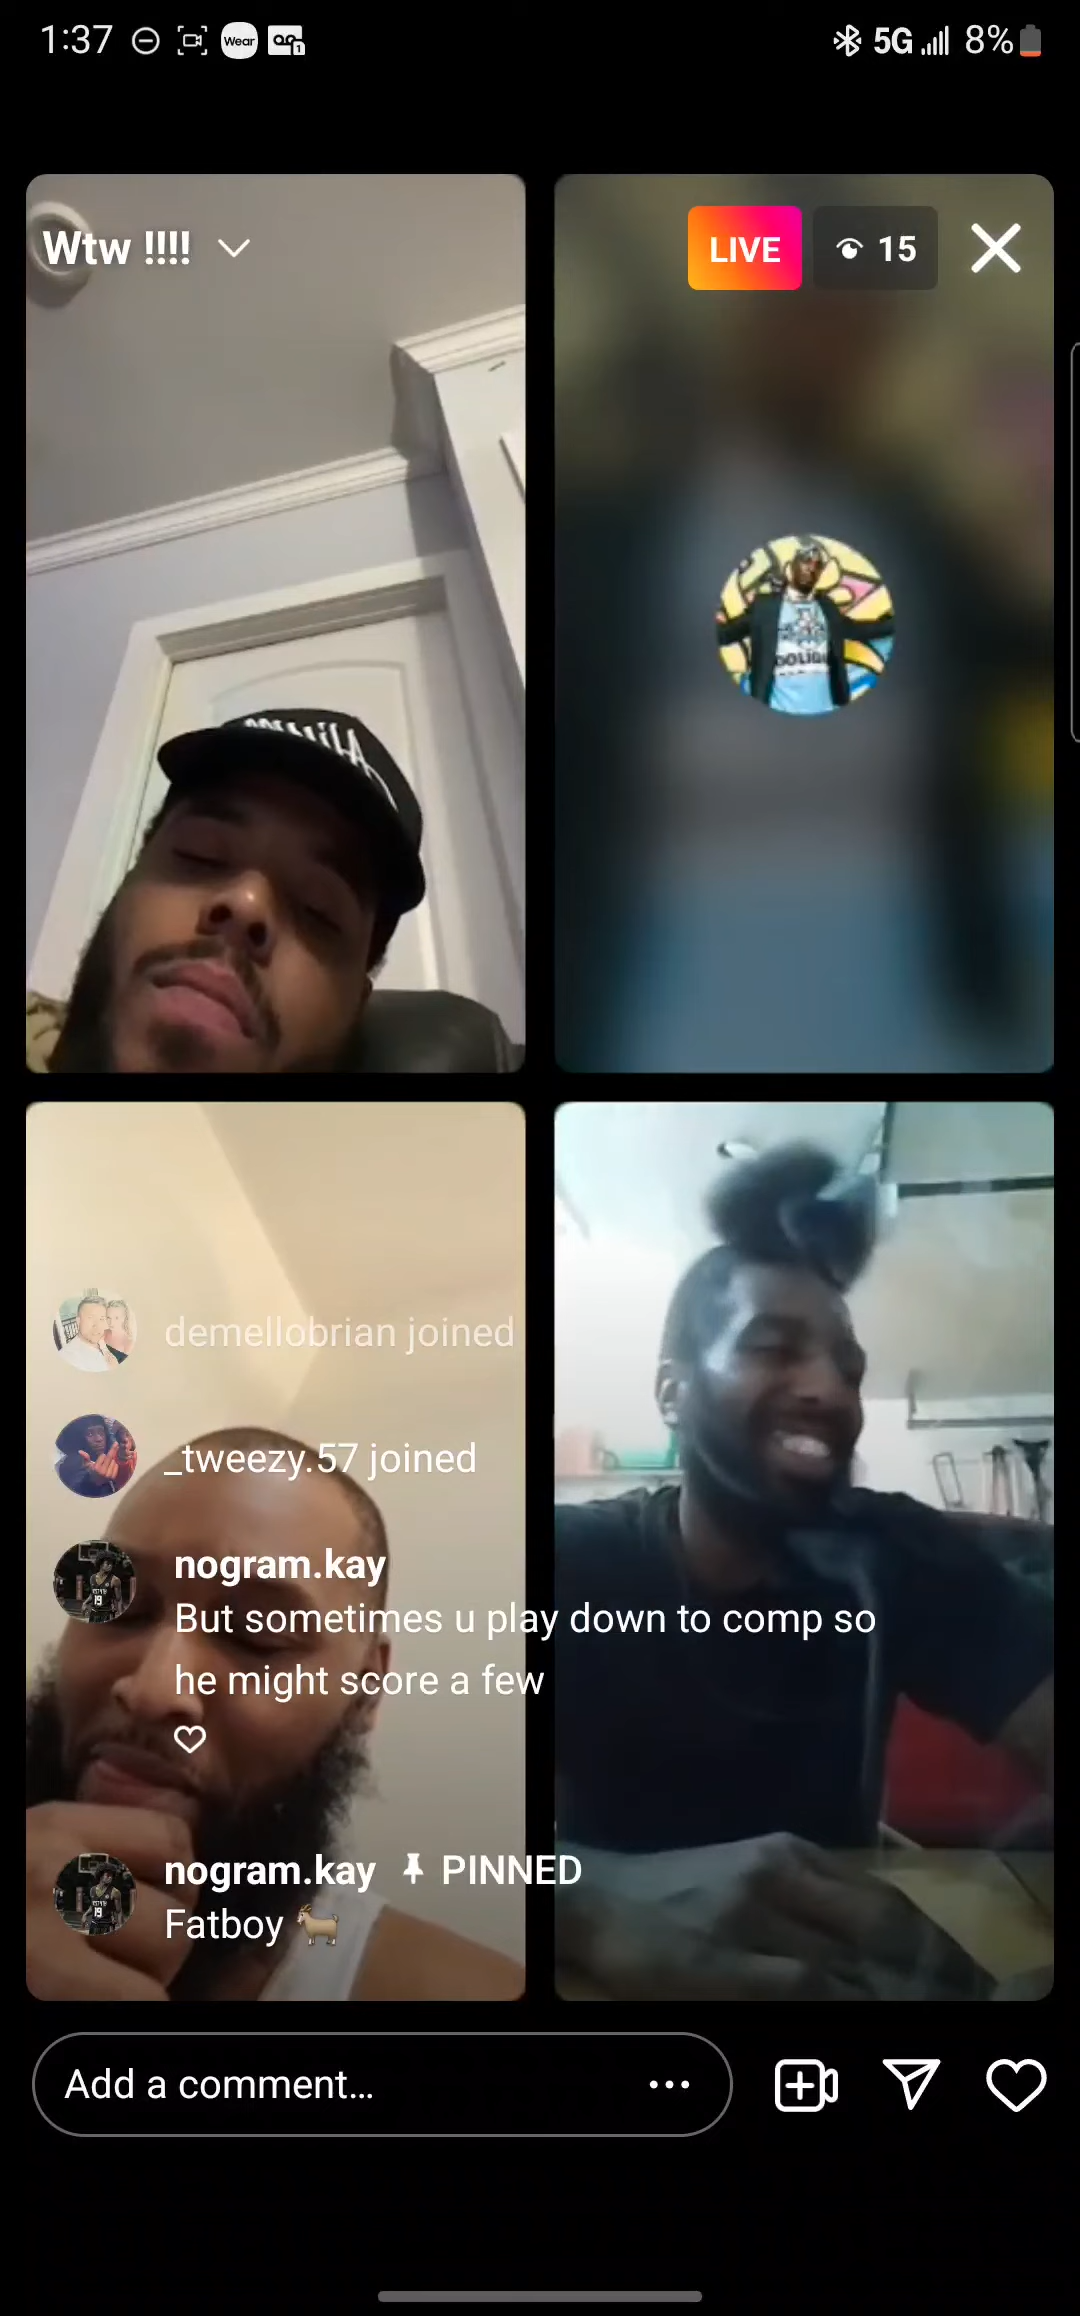 1:37
Wear
5G
8%
Wtw !!!!
LIVE
15
demellobrian joined
_tweezy.57 joined
nogram.kay
But sometimes u play down to comp so
he might score a few
nogram.kay PINNED
Fatboy 🐐
Add a comment...